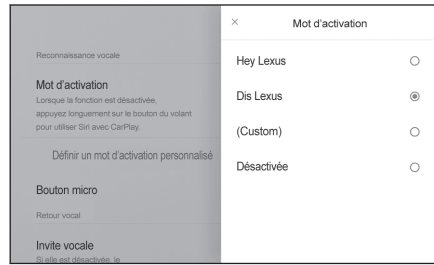 Reconnaissance vocale
Mot d'activation
Lorsque la fonction est désactivée,
appuyez longuement sur le bouton du volant
pour utiliser Siri avec CarPlay.
Définir un mot d'activation personnalisé
Bouton micro
Retour vocal
Invite vocale
Si elle est désactivée, le
Mot d'activation
Hey Lexus
Dis Lexus
(Custom)
Désactivée